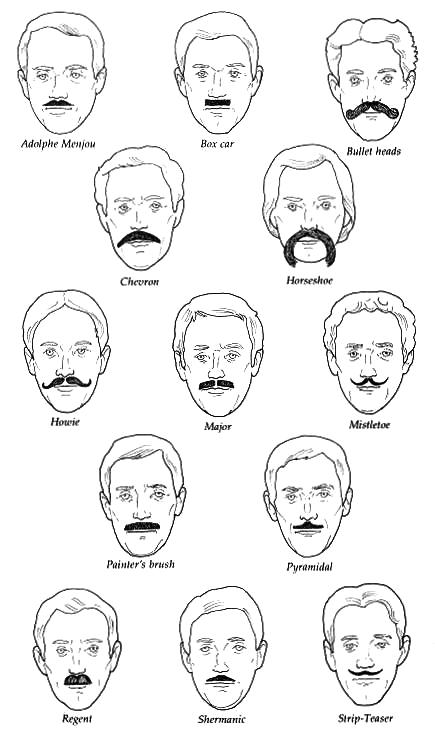 Adolphe Menjou
Box car
Bullet heads
Chevron
Horseshoe
Howie
Major
Mistletoe
Painter's brush
Pyramidal
Regent
Shermanic
Strip-Teaser